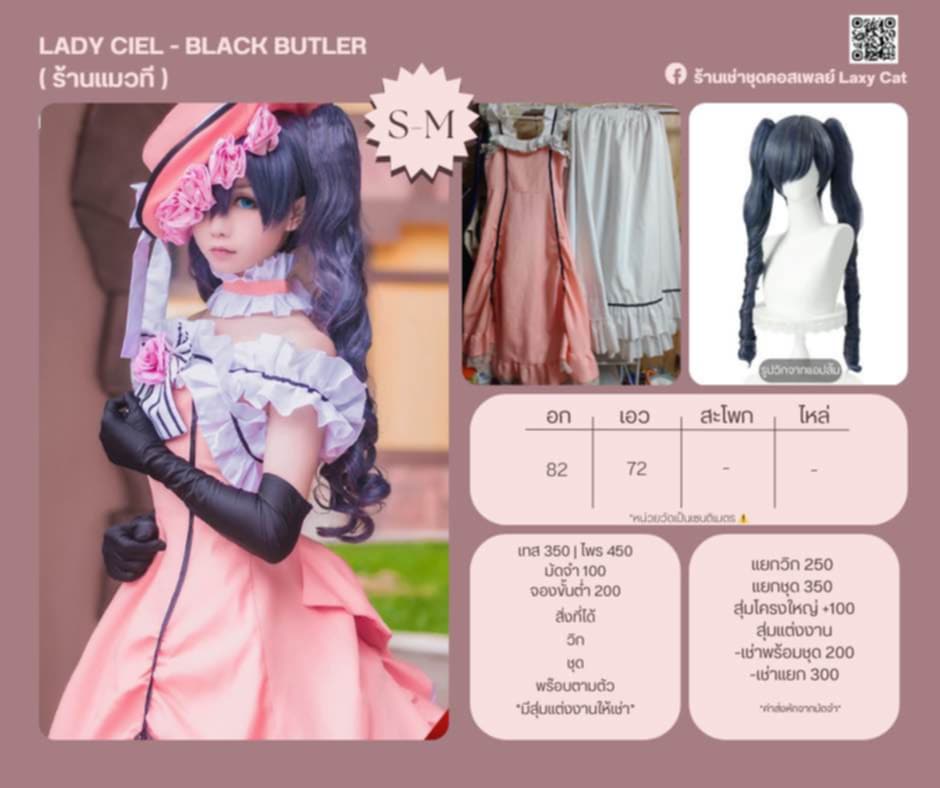 LADY CIEL - BLACK BUTLER
( ร้านแมวที )
ร้านเช่าชุดคอสเพลย์ Laxy Cat
S-M
รูปวิกจากแอปส้ม
อก เอว สะโพก ไหล่
82 72 - -
*หน่วยวัดเป็นเซนติเมตร ⚠️
เทส 350 | ไพร 450
มัดจำ 100
จองขั้นต่ำ 200
สิ่งที่ได้
วิก
ชุด
พร๊อบตามตัว
*มีสุ่มแต่งงานให้เช่า*
แยกวิก 250
แยกชุด 350
สุ่มโครงใหญ่ +100
สุ่มแต่งงาน
-เช่าพร้อมชุด 200
-เช่าแยก 300
*ค่าส่งหักจากมัดจำ*